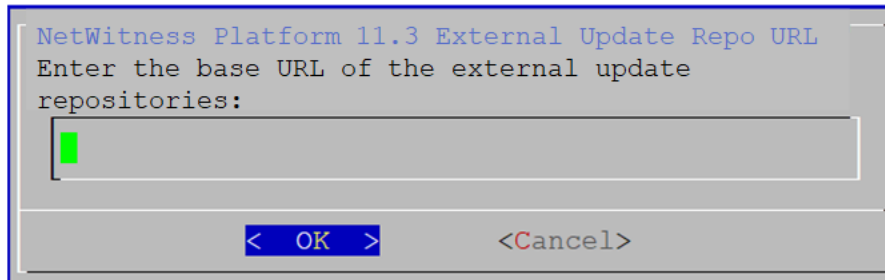 NetWitness Platform 11.3 External Update Repo URL
Enter the base URL of the external update
repositories:
< OK > <Cancel>